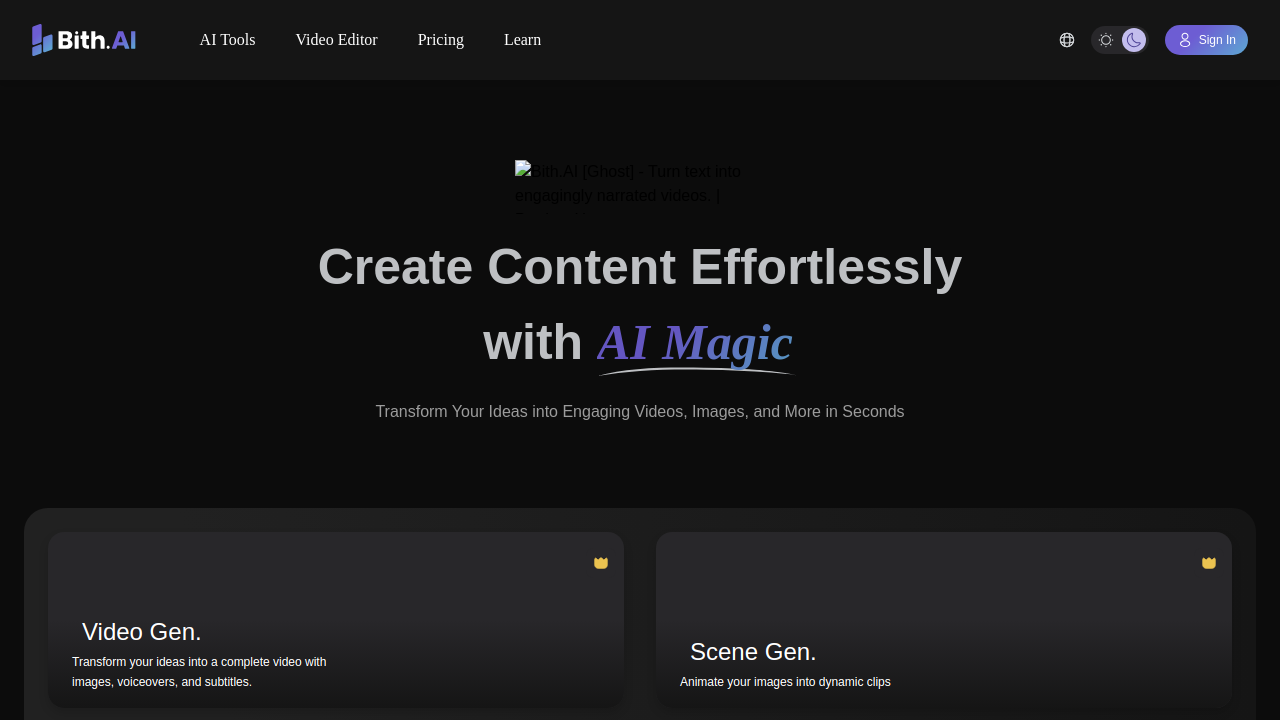 Bith.AI
AI Tools
Video Editor
Pricing
Learn
Sign In
Bith.AI [Ghost] - Turn text into
engagingly narrated videos. |
Create Content Effortlessly
with AI Magic
Transform Your Ideas into Engaging Videos, Images, and More in Seconds
Video Gen.
Transform your ideas into a complete video with
images, voiceovers, and subtitles.
Scene Gen.
Animate your images into dynamic clips